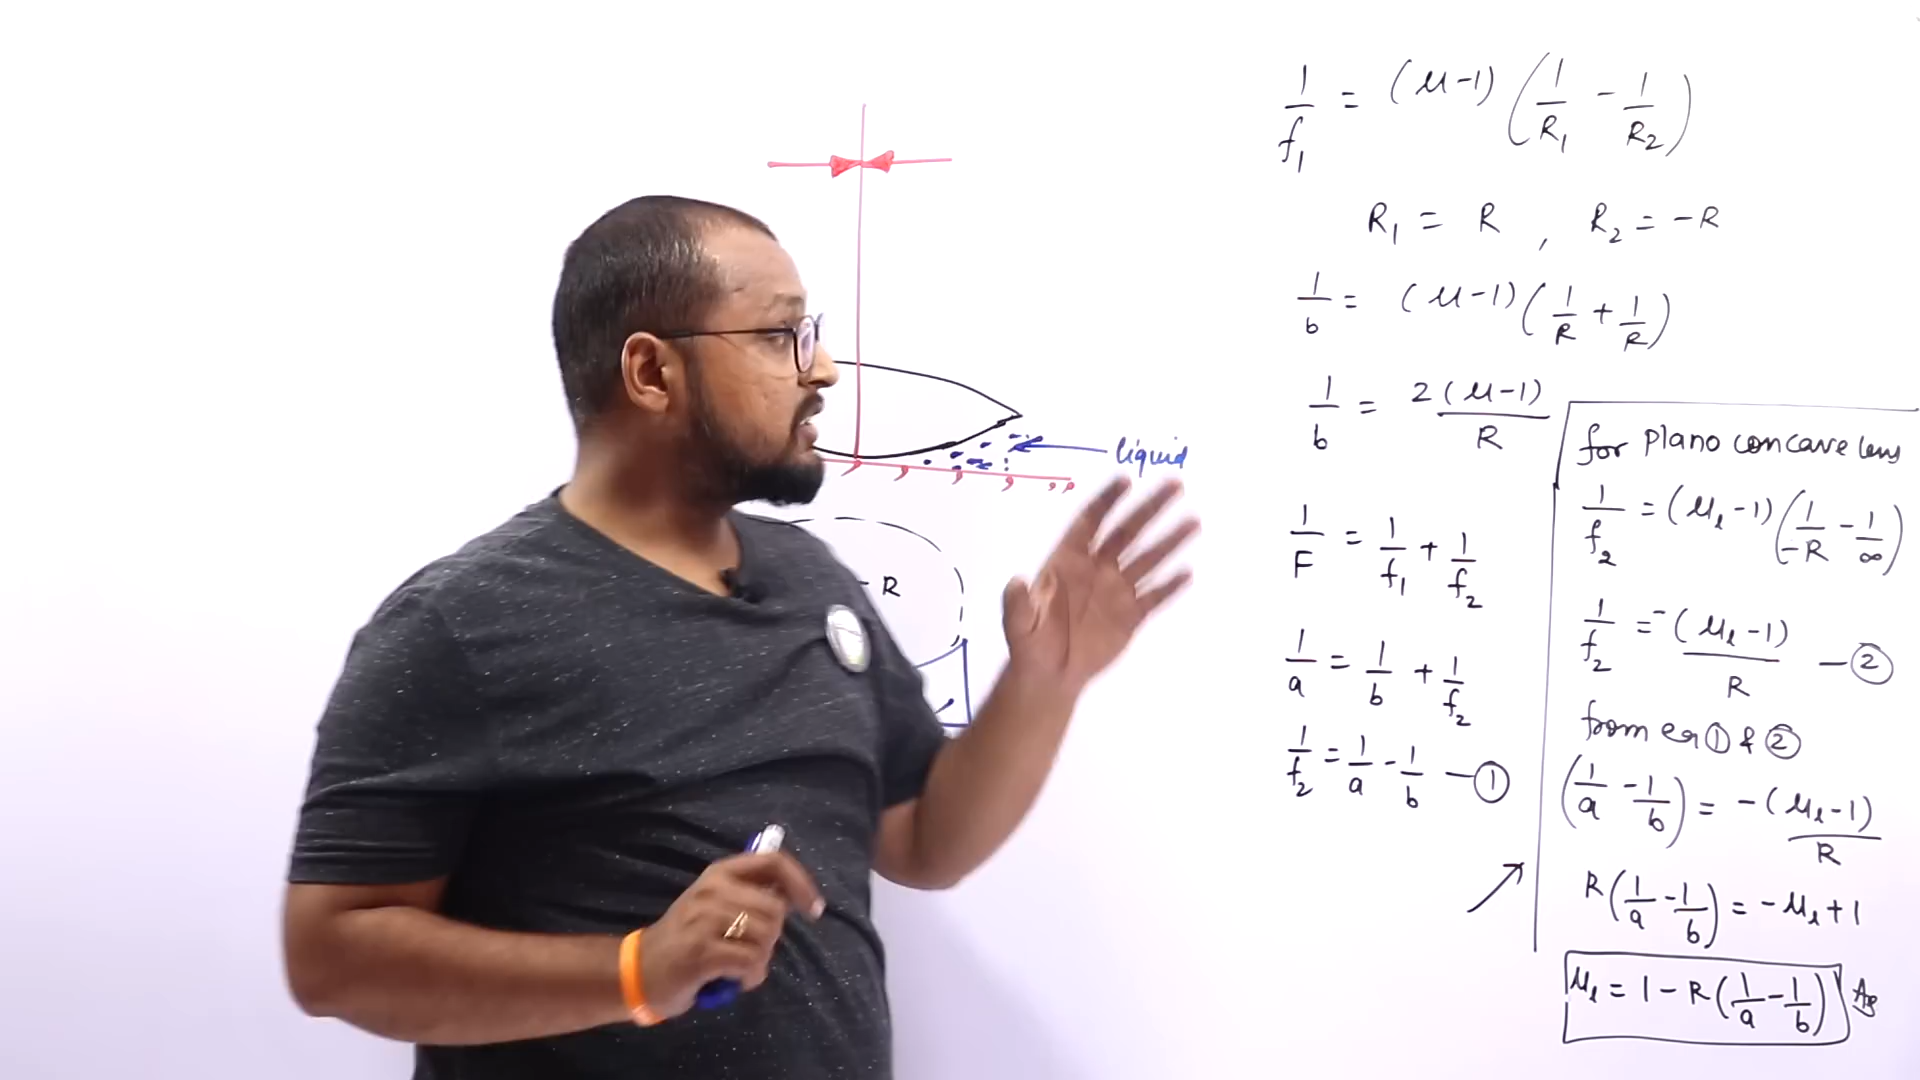 1/f₁ = (μ-1) (1/R₁ - 1/R₂)
R₁ = R , R₂ = -R
1/b = (μ-1) (1/R + 1/R)
1/b = 2(μ-1)/R
1/F = 1/f₁ + 1/f₂
1/a = 1/b + 1/f₂
1/f₂ = 1/a - 1/b —①
liquid
R
for plano concave lens
1/f₂ = (μₗ-1) (1/-R - 1/∞)
1/f₂ = -(μₗ-1)/R —②
from eq ① & ②
(1/a - 1/b) = -(μₗ-1)/R
R(1/a - 1/b) = -μₗ+1
μₗ = 1 - R(1/a - 1/b) As